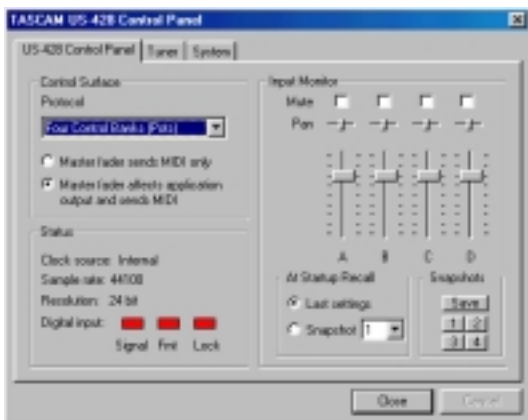 TASCAM US-428 Control Panel
US-428 Control Panel Tuner System
Control Surface
Protocol
Four Control Banks (Pots)
Master fader sends MIDI only
Master fader affects application
output and sends MIDI
Status
Clock source: Internal
Sample rate: 44100
Resolution: 24 bit
Digital input:
Signal Fmt Lock
Input Monitor
Mute
Pan
A B C D
At Startup Recall
Last settings
Snapshot 1
Snapshots
Save
1 2
3 4
Close Cancel